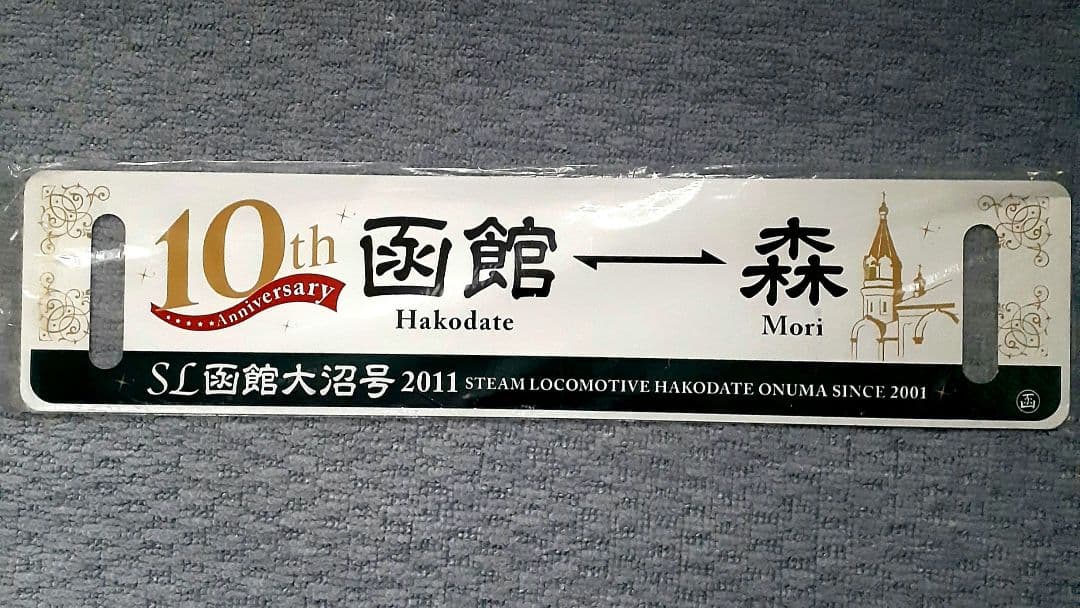 10th
Anniversary
函館 ←→ 森
Hakodate Mori
SL函館大沼号 2011 STEAM LOCOMOTIVE HAKODATE ONUMA SINCE 2001
函